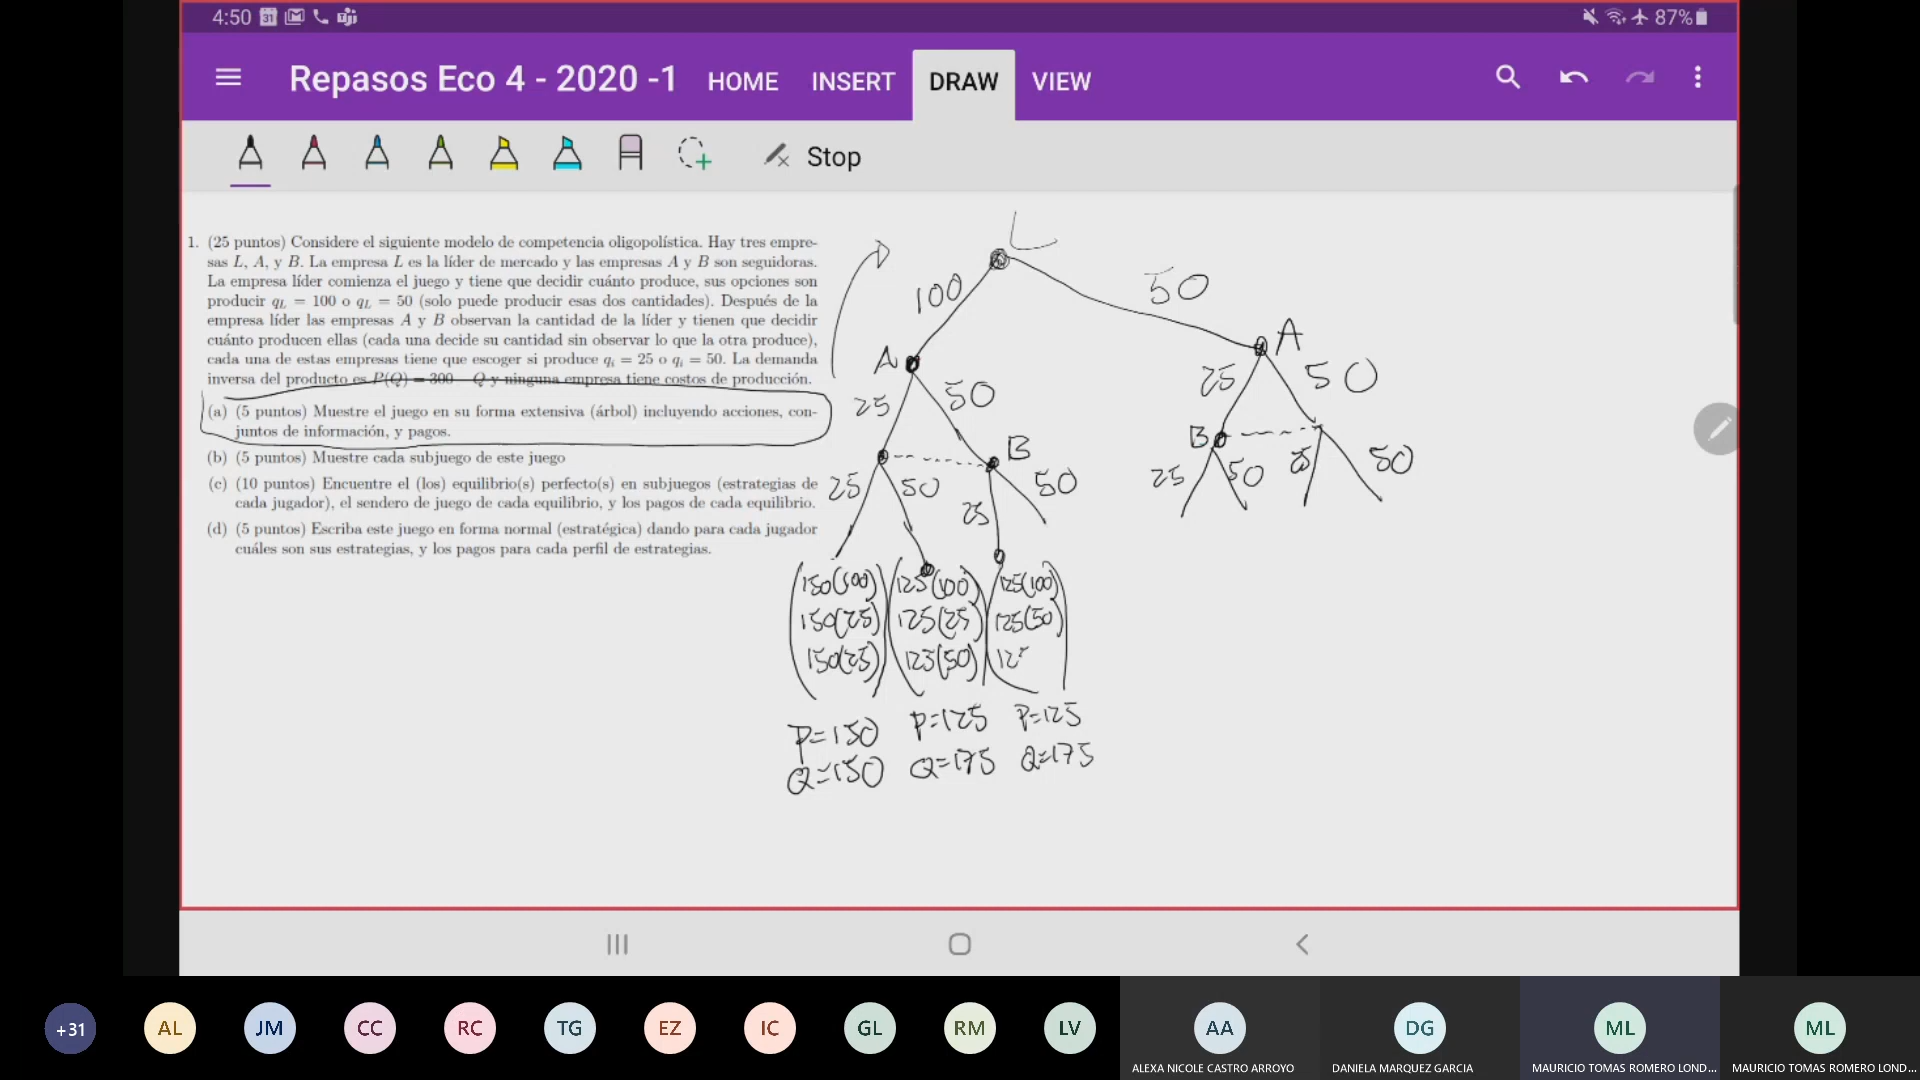 4:50 31 87%
Repasos Eco 4 - 2020 -1 HOME INSERT DRAW VIEW
Stop
1. (25 puntos) Considere el siguiente modelo de competencia oligopolística. Hay tres empre-
sas L, A, y B. La empresa L es la líder de mercado y las empresas A y B son seguidoras.
La empresa líder comienza el juego y tiene que decidir cuánto produce, sus opciones son
producir qL = 100 o qL = 50 (solo puede producir esas dos cantidades). Después de la
empresa líder las empresas A y B observan la cantidad de la líder y tienen que decidir
cuánto producen ellas (cada una decide su cantidad sin observar lo que la otra produce),
cada una de estas empresas tiene que escoger si produce qi = 25 o qi = 50. La demanda
inversa del producto es P(Q) = 300 − Q y ninguna empresa tiene costos de producción.
(a) (5 puntos) Muestre el juego en su forma extensiva (árbol) incluyendo acciones, con-
juntos de información, y pagos.
(b) (5 puntos) Muestre cada subjuego de este juego
(c) (10 puntos) Encuentre el (los) equilibrio(s) perfecto(s) en subjuegos (estrategias de
cada jugador), el sendero de juego de cada equilibrio, y los pagos de cada equilibrio.
(d) (5 puntos) Escriba este juego en forma normal (estratégica) dando para cada jugador
cuáles son sus estrategias, y los pagos para cada perfil de estrategias.
L
100 50
A A
25 50 25 50
B B
25 50 25 50 25 50 25 50
150(100) 125(100) 125(100)
150(25) 125(25) 125(50)
150(25) 125(50) 12
P=150 P=125 P=125
Q=150 Q=175 Q=175
+31 AL JM CC RC TG EZ IC GL RM LV AA DG ML ML
ALEXA NICOLE CASTRO ARROYO DANIELA MARQUEZ GARCIA MAURICIO TOMAS ROMERO LOND... MAURICIO TOMAS ROMERO LOND...